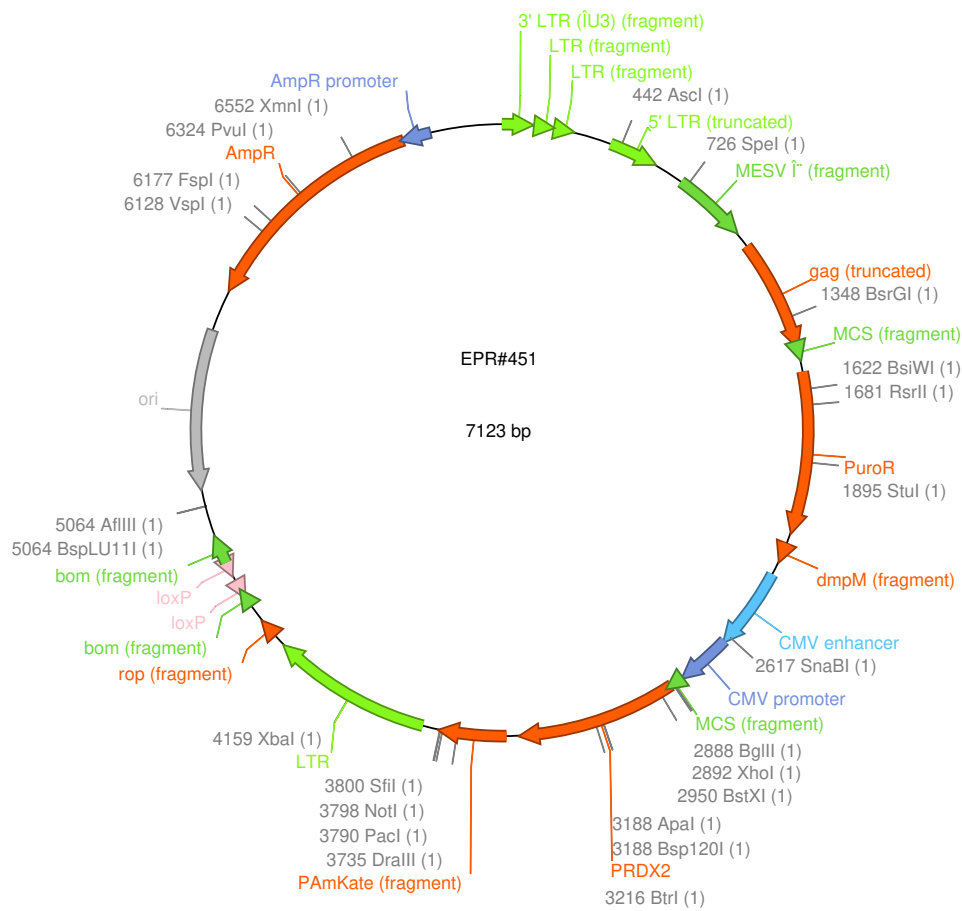 3' LTR (ÎU3) (fragment)
LTR (fragment)
LTR (fragment)
442 AscI (1)
5' LTR (truncated)
726 SpeI (1)
MESV Î¨ (fragment)
gag (truncated)
1348 BsrGI (1)
MCS (fragment)
1622 BsiWI (1)
1681 RsrII (1)
PuroR
1895 StuI (1)
dmpM (fragment)
CMV enhancer
2617 SnaBI (1)
CMV promoter
MCS (fragment)
2888 BglII (1)
2892 XhoI (1)
2950 BstXI (1)
3188 ApaI (1)
3188 Bsp120I (1)
PRDX2
3216 BtrI (1)
PAmKate (fragment)
3735 DraIII (1)
3790 PacI (1)
3798 NotI (1)
3800 SfiI (1)
LTR
4159 XbaI (1)
rop (fragment)
bom (fragment)
loxP
loxP
bom (fragment)
5064 BspLU11I (1)
5064 AflIII (1)
ori
6128 VspI (1)
6177 FspI (1)
AmpR
6324 PvuI (1)
6552 XmnI (1)
AmpR promoter
EPR#451
7123 bp